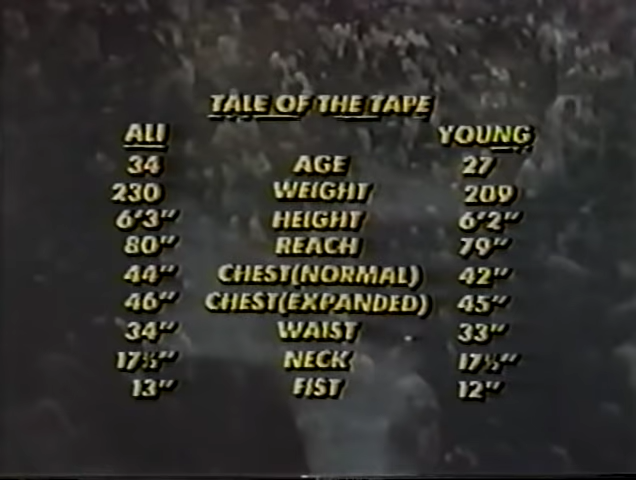 TALE OF THE TAPE
ALI YOUNG
34 AGE 27
230 WEIGHT 209
6'3" HEIGHT 6'2"
80" REACH 79"
44" CHEST(NORMAL) 42"
46" CHEST(EXPANDED) 45"
34" WAIST 33"
17½" NECK 17½"
13" FIST 12"